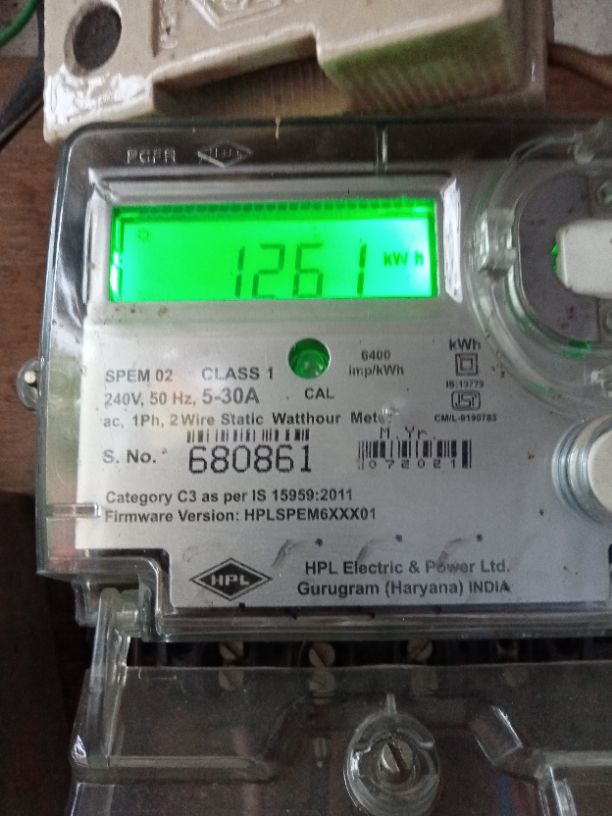 1261 kWh
6400
imp/kWh
kWh
SPEM 02 CLASS 1
CAL
IS:13779
240V, 50 Hz, 5-30A
CM/L-8190783
ac, 1Ph, 2 Wire Static Watthour Meter
M.Yr.
S. No. 680861
072021
Category C3 as per IS 15959:2011
Firmware Version: HPLSPEM6XXX01
HPL
HPL Electric & Power Ltd.
Gurugram (Haryana) INDIA